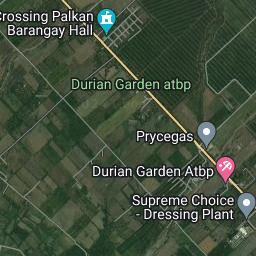 Crossing Palkan
Barangay Hall
Durian Garden atbp
Prycegas
Durian Garden Atbp
Supreme Choice
- Dressing Plant